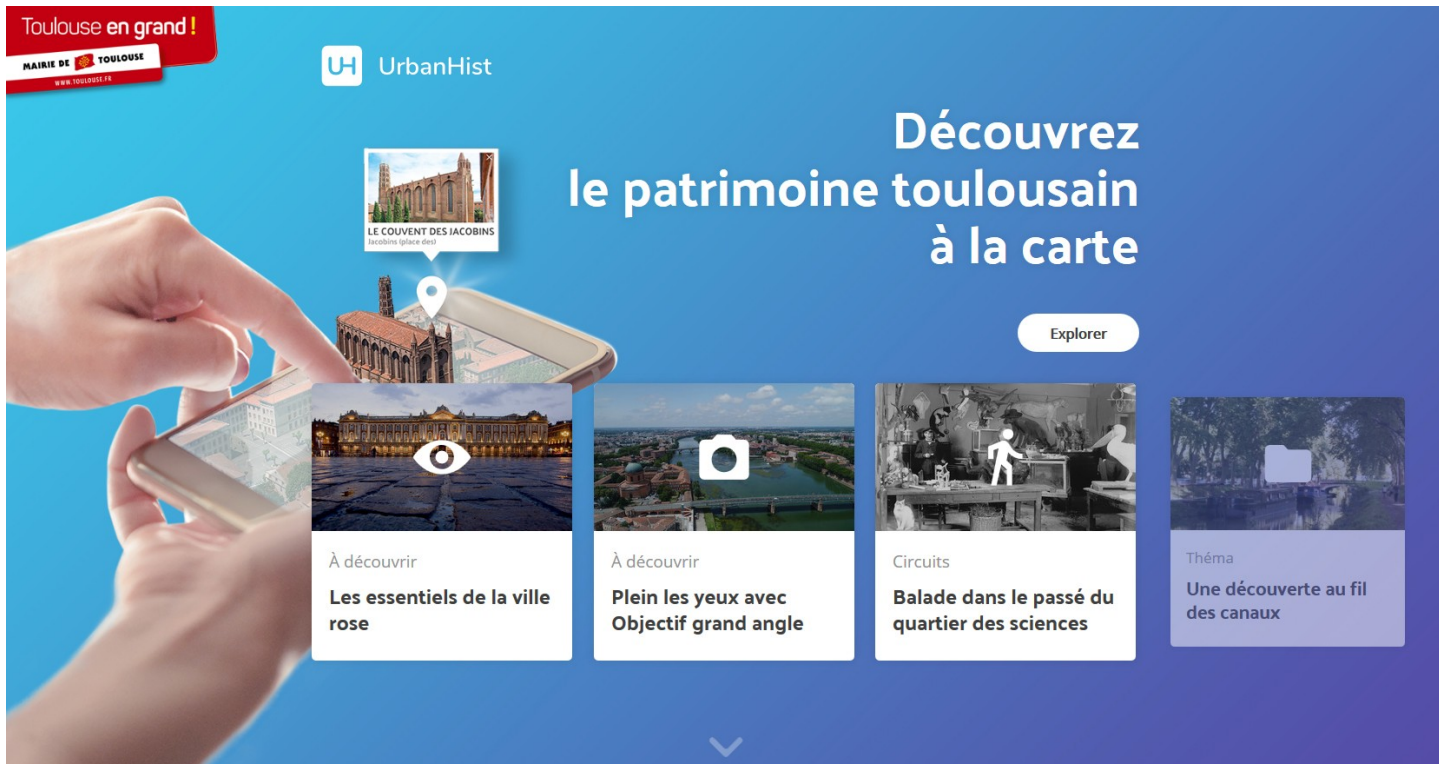 Toulouse en grand !
MAIRIE DE TOULOUSE
WWW.TOULOUSE.FR
UH UrbanHist
Découvrez
le patrimoine toulousain
à la carte
LE COUVENT DES JACOBINS
Jacobins (place des)
Explorer
À découvrir
Les essentiels de la ville
rose
À découvrir
Plein les yeux avec
Objectif grand angle
Circuits
Balade dans le passé du
quartier des sciences
Théma
Une découverte au fil
des canaux